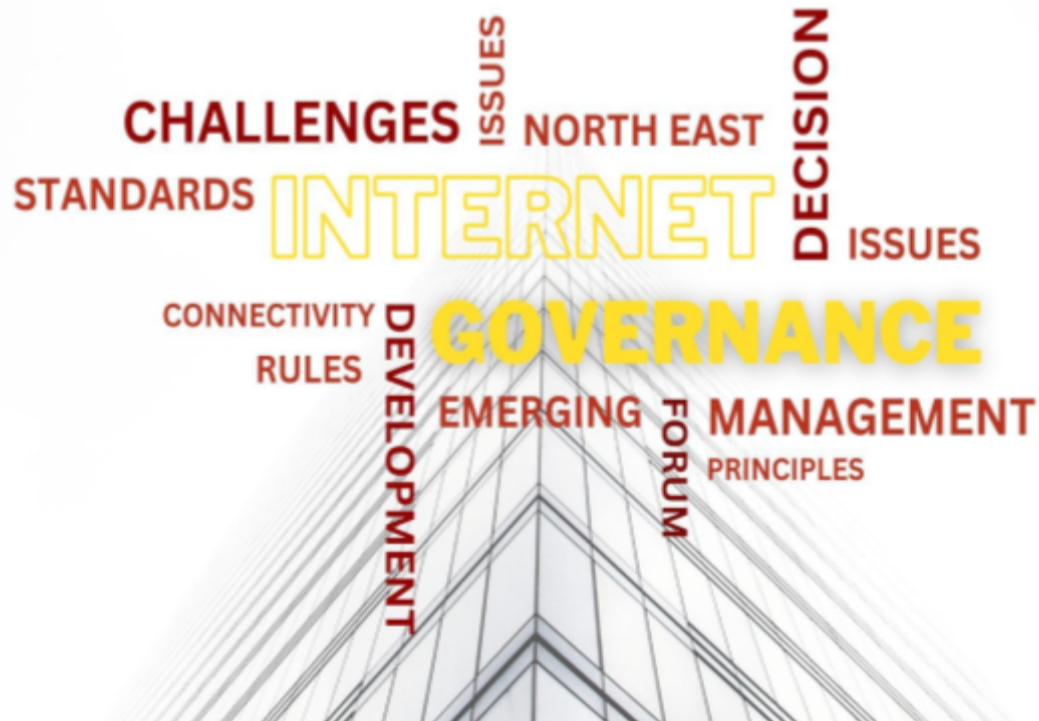 ISSUES
DECISION
CHALLENGES
NORTH EAST
STANDARDS
INTERNET
ISSUES
CONNECTIVITY
DEVELOPMENT
GOVERNANCE
RULES
EMERGING
FORUM
MANAGEMENT
PRINCIPLES